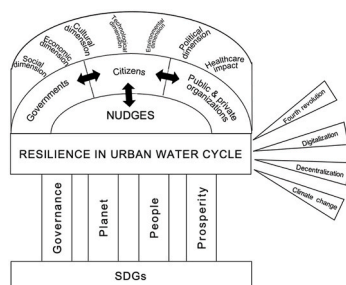 Social
dimension
Economic
dimension
Cultural
dimension
Technological
dimension
Environmental
dimension
Political
dimension
Healthcare
impact
Governments
Citizens
Public & private
organizations
NUDGES
RESILIENCE IN URBAN WATER CYCLE
Fourth revolution
Digitalization
Decentralization
Climate change
Governance
Planet
People
Prosperity
SDGs